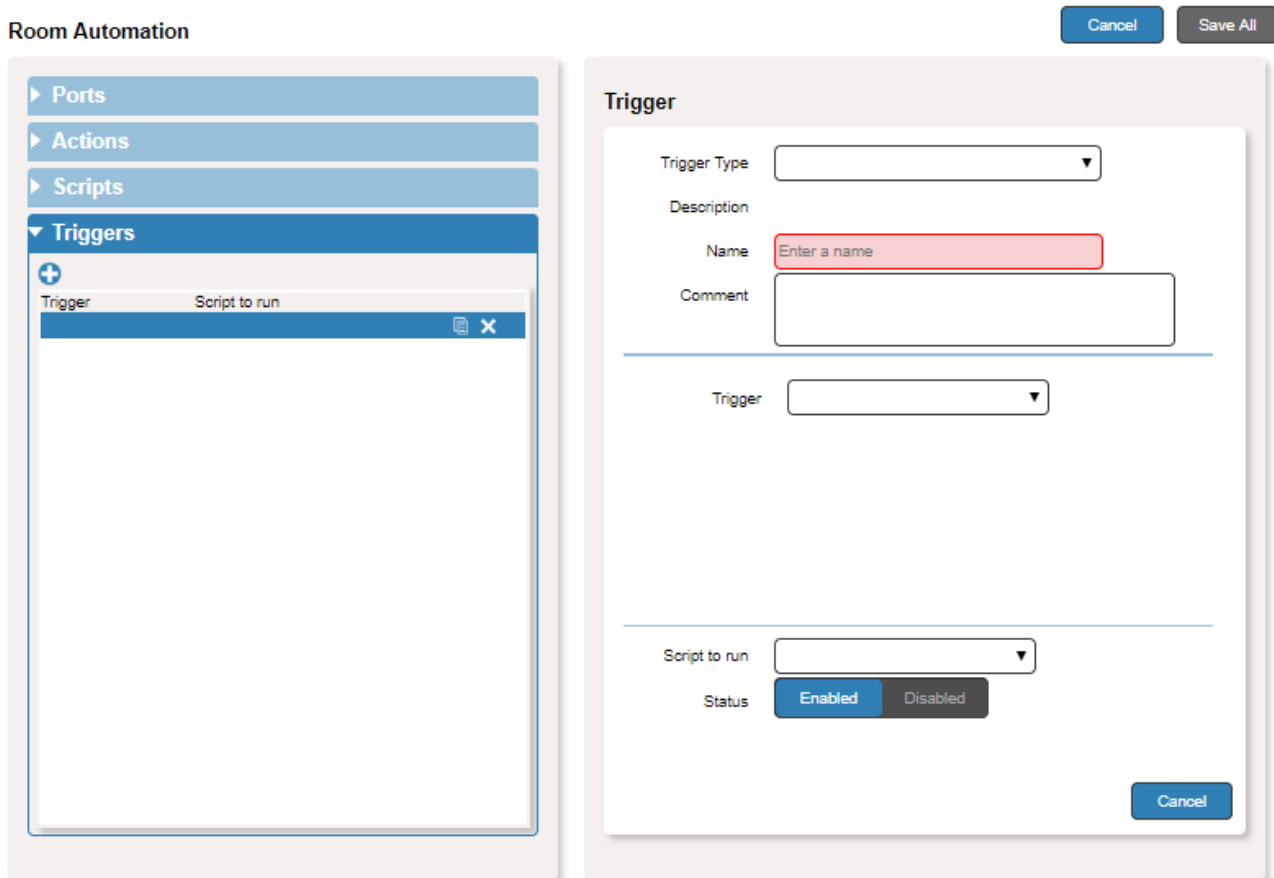 Room Automation
Cancel
Save All
Ports
Actions
Scripts
Triggers
Trigger Script to run
Trigger
Trigger Type
Description
Name Enter a name
Comment
Trigger
Script to run
Status Enabled Disabled
Cancel